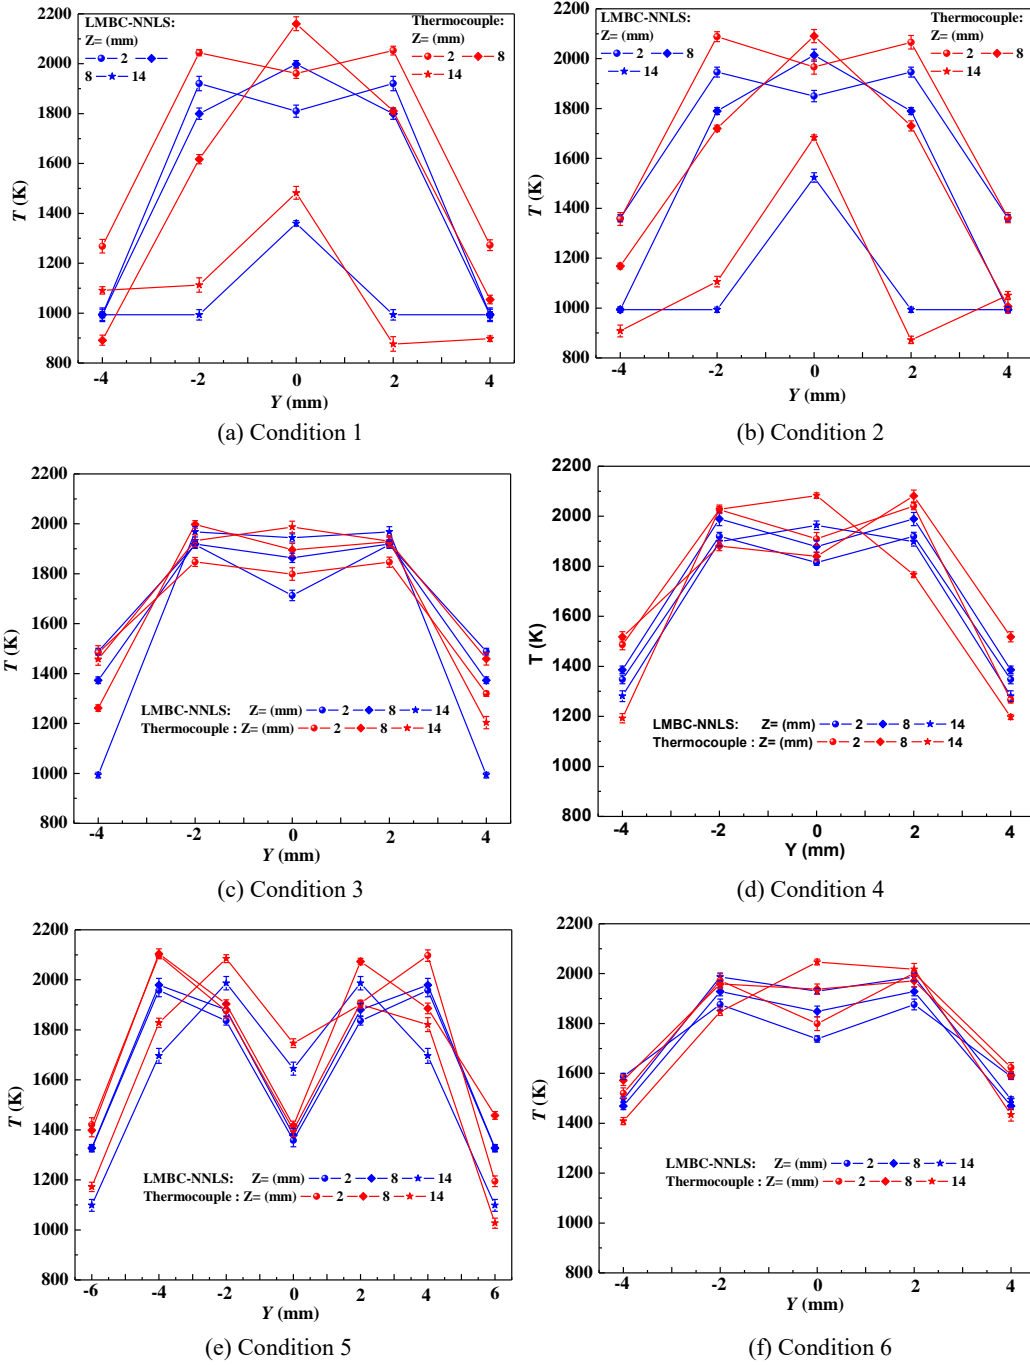 LMBC-NNLS:
Z= (mm)
2
8 14
Thermocouple:
Z= (mm)
2 8
14
2200
2000
1800
1600
1400
1200
1000
800
T (K)
-4 -2 0 2 4
Y (mm)
(a) Condition 1
LMBC-NNLS:
Z= (mm)
2 8
14
Thermocouple:
Z= (mm)
2 8
14
2200
2000
1800
1600
1400
1200
1000
800
T (K)
-4 -2 0 2 4
Y (mm)
(b) Condition 2
2200
2000
1800
1600
1400
1200
1000
800
T (K)
LMBC-NNLS: Z= (mm) 2 8 14
Thermocouple : Z= (mm) 2 8 14
-4 -2 0 2 4
Y (mm)
(c) Condition 3
2200
2000
1800
1600
1400
1200
1000
800
T (K)
LMBC-NNLS: Z= (mm) 2 8 14
Thermocouple : Z= (mm) 2 8 14
-4 -2 0 2 4
Y (mm)
(d) Condition 4
2200
2000
1800
1600
1400
1200
1000
800
T (K)
LMBC-NNLS: Z= (mm) 2 8 14
Thermocouple : Z= (mm) 2 8 14
-6 -4 -2 0 2 4 6
Y (mm)
(e) Condition 5
2200
2000
1800
1600
1400
1200
1000
800
T (K)
LMBC-NNLS: Z= (mm) 2 8 14
Thermocouple : Z= (mm) 2 8 14
-4 -2 0 2 4
Y (mm)
(f) Condition 6